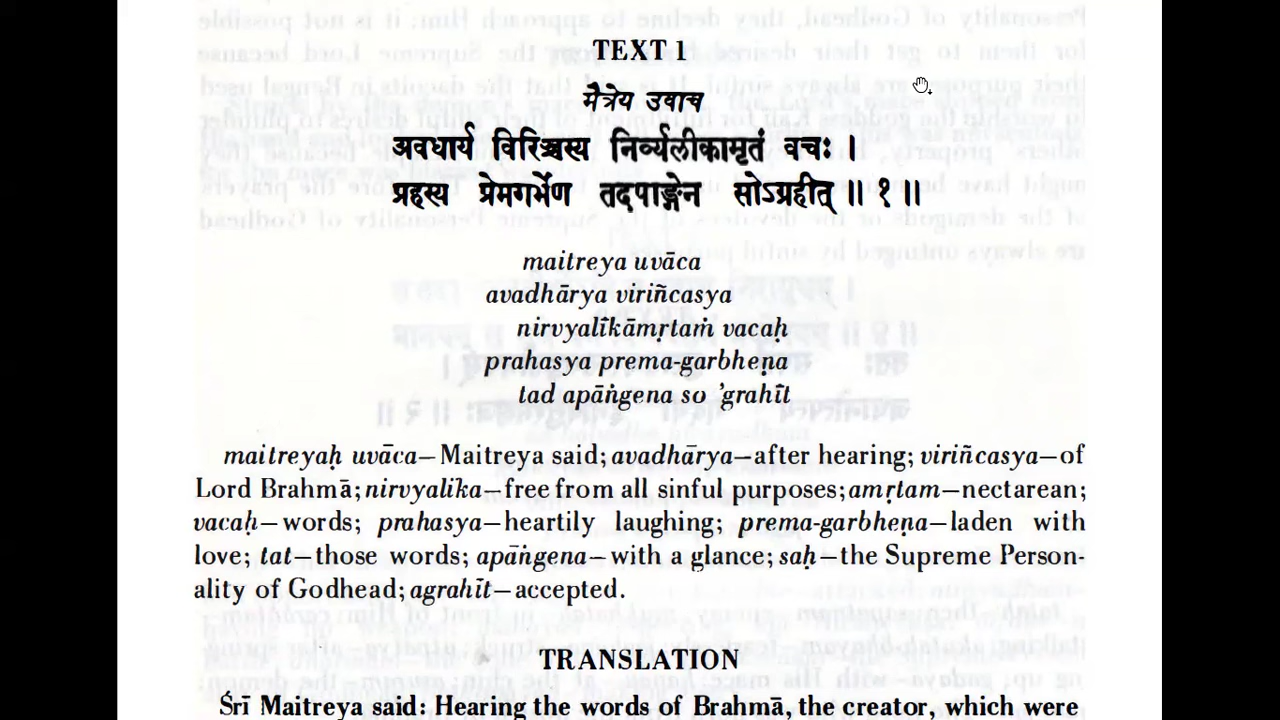 TEXT 1
मैत्रेय उवाच
अवधार्य विरिञ्चस्य निर्व्यलीकामृतं वचः ।
प्रहस्य प्रेमगर्भेण तदपाङ्गेन सोऽग्रहीत् ॥ १ ॥
maitreya uvāca
avadhārya viriñcasya
nirvyalīkāmṛtaṁ vacaḥ
prahasya prema-garbheṇa
tad apāṅgena so ’grahīt
maitreyaḥ uvāca—Maitreya said; avadhārya—after hearing; viriñcasya—of
Lord Brahmā; nirvyalīka—free from all sinful purposes; amṛtam—nectarean;
vacaḥ—words; prahasya—heartily laughing; prema-garbheṇa—laden with
love; tat—those words; apāṅgena—with a glance; saḥ—the Supreme Person-
ality of Godhead; agrahīt—accepted.
TRANSLATION
Śrī Maitreya said: Hearing the words of Brahmā, the creator, which were